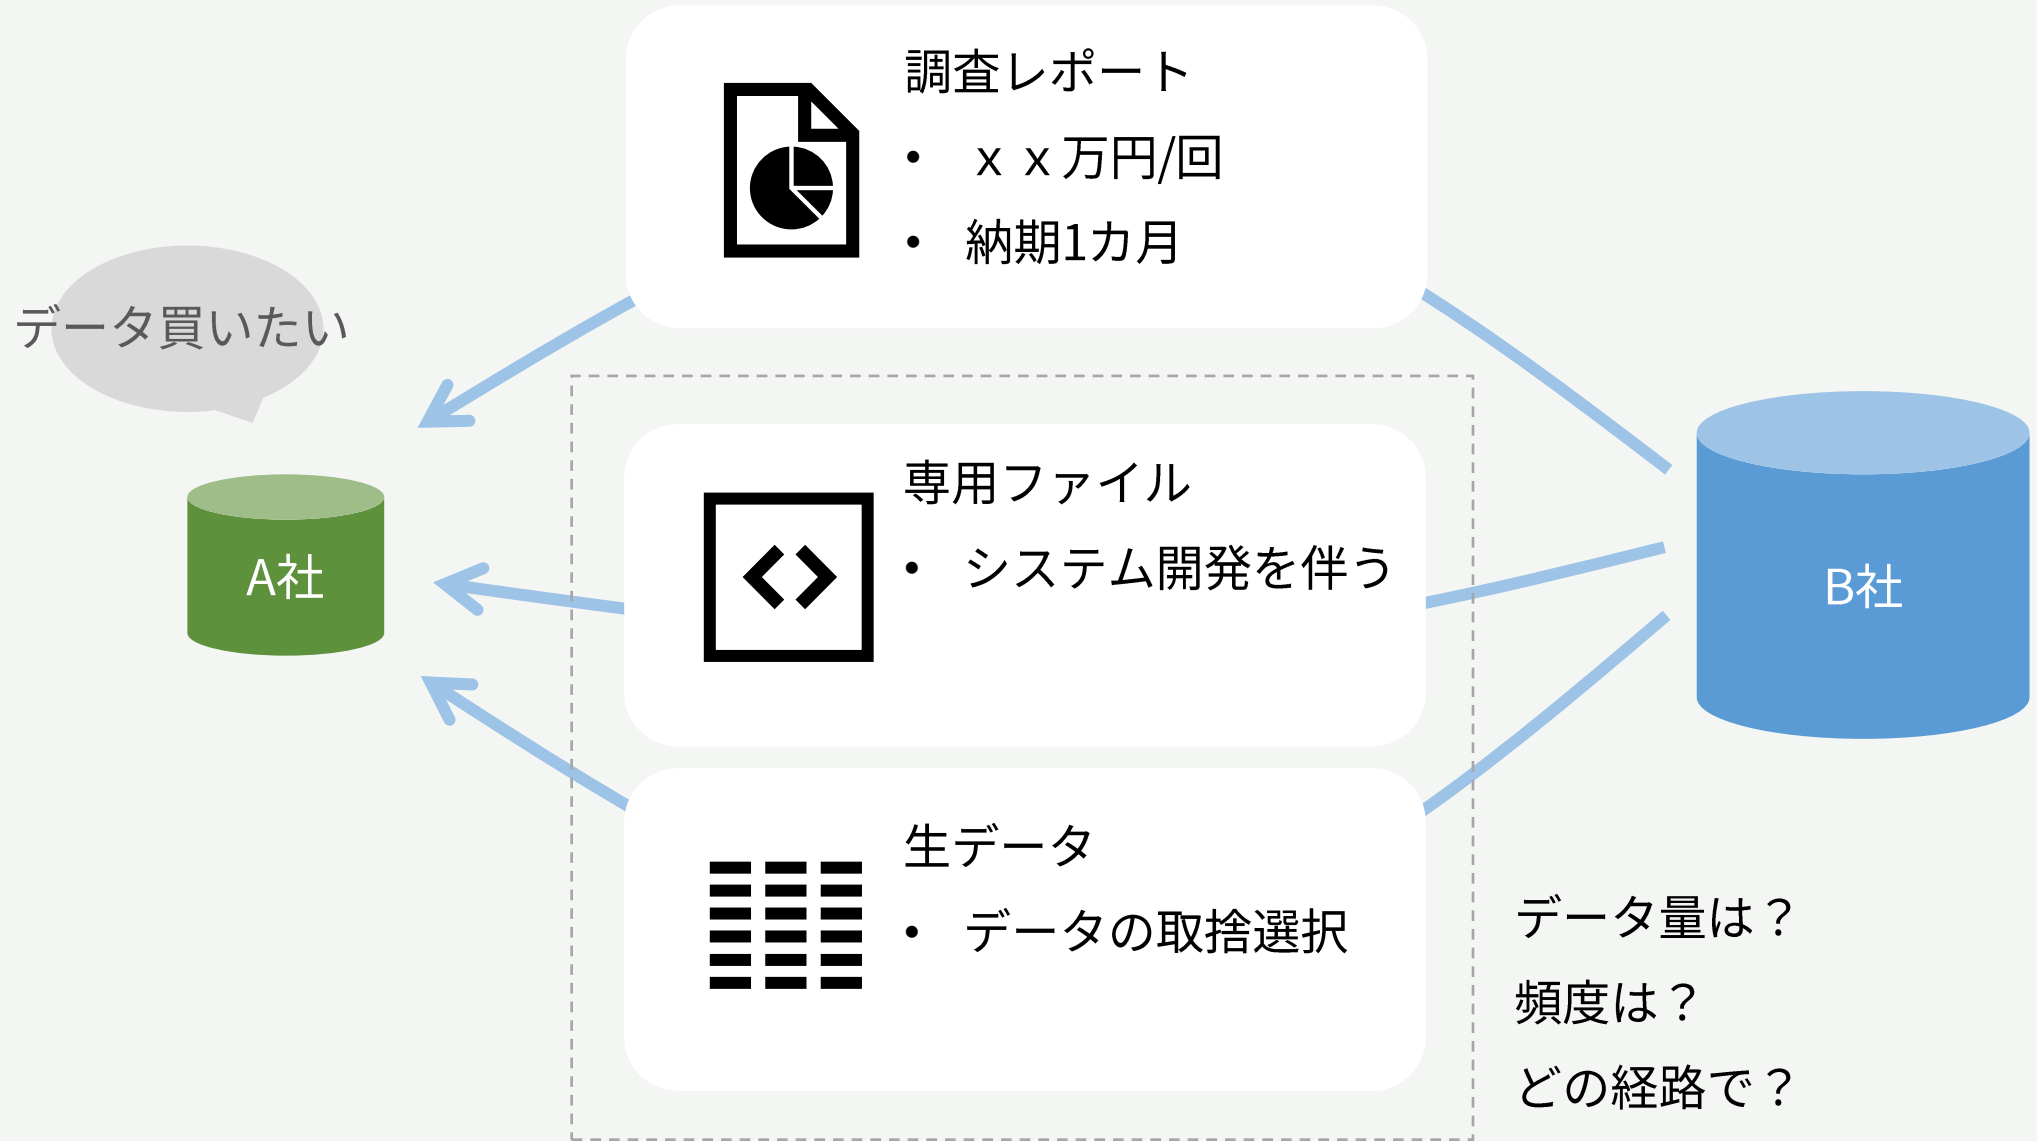 調査レポート
• ｘｘ万円/回
• 納期1カ月
データ買いたい
専用ファイル
• システム開発を伴う
A社
B社
生データ
• データの取捨選択
データ量は？
頻度は？
どの経路で？